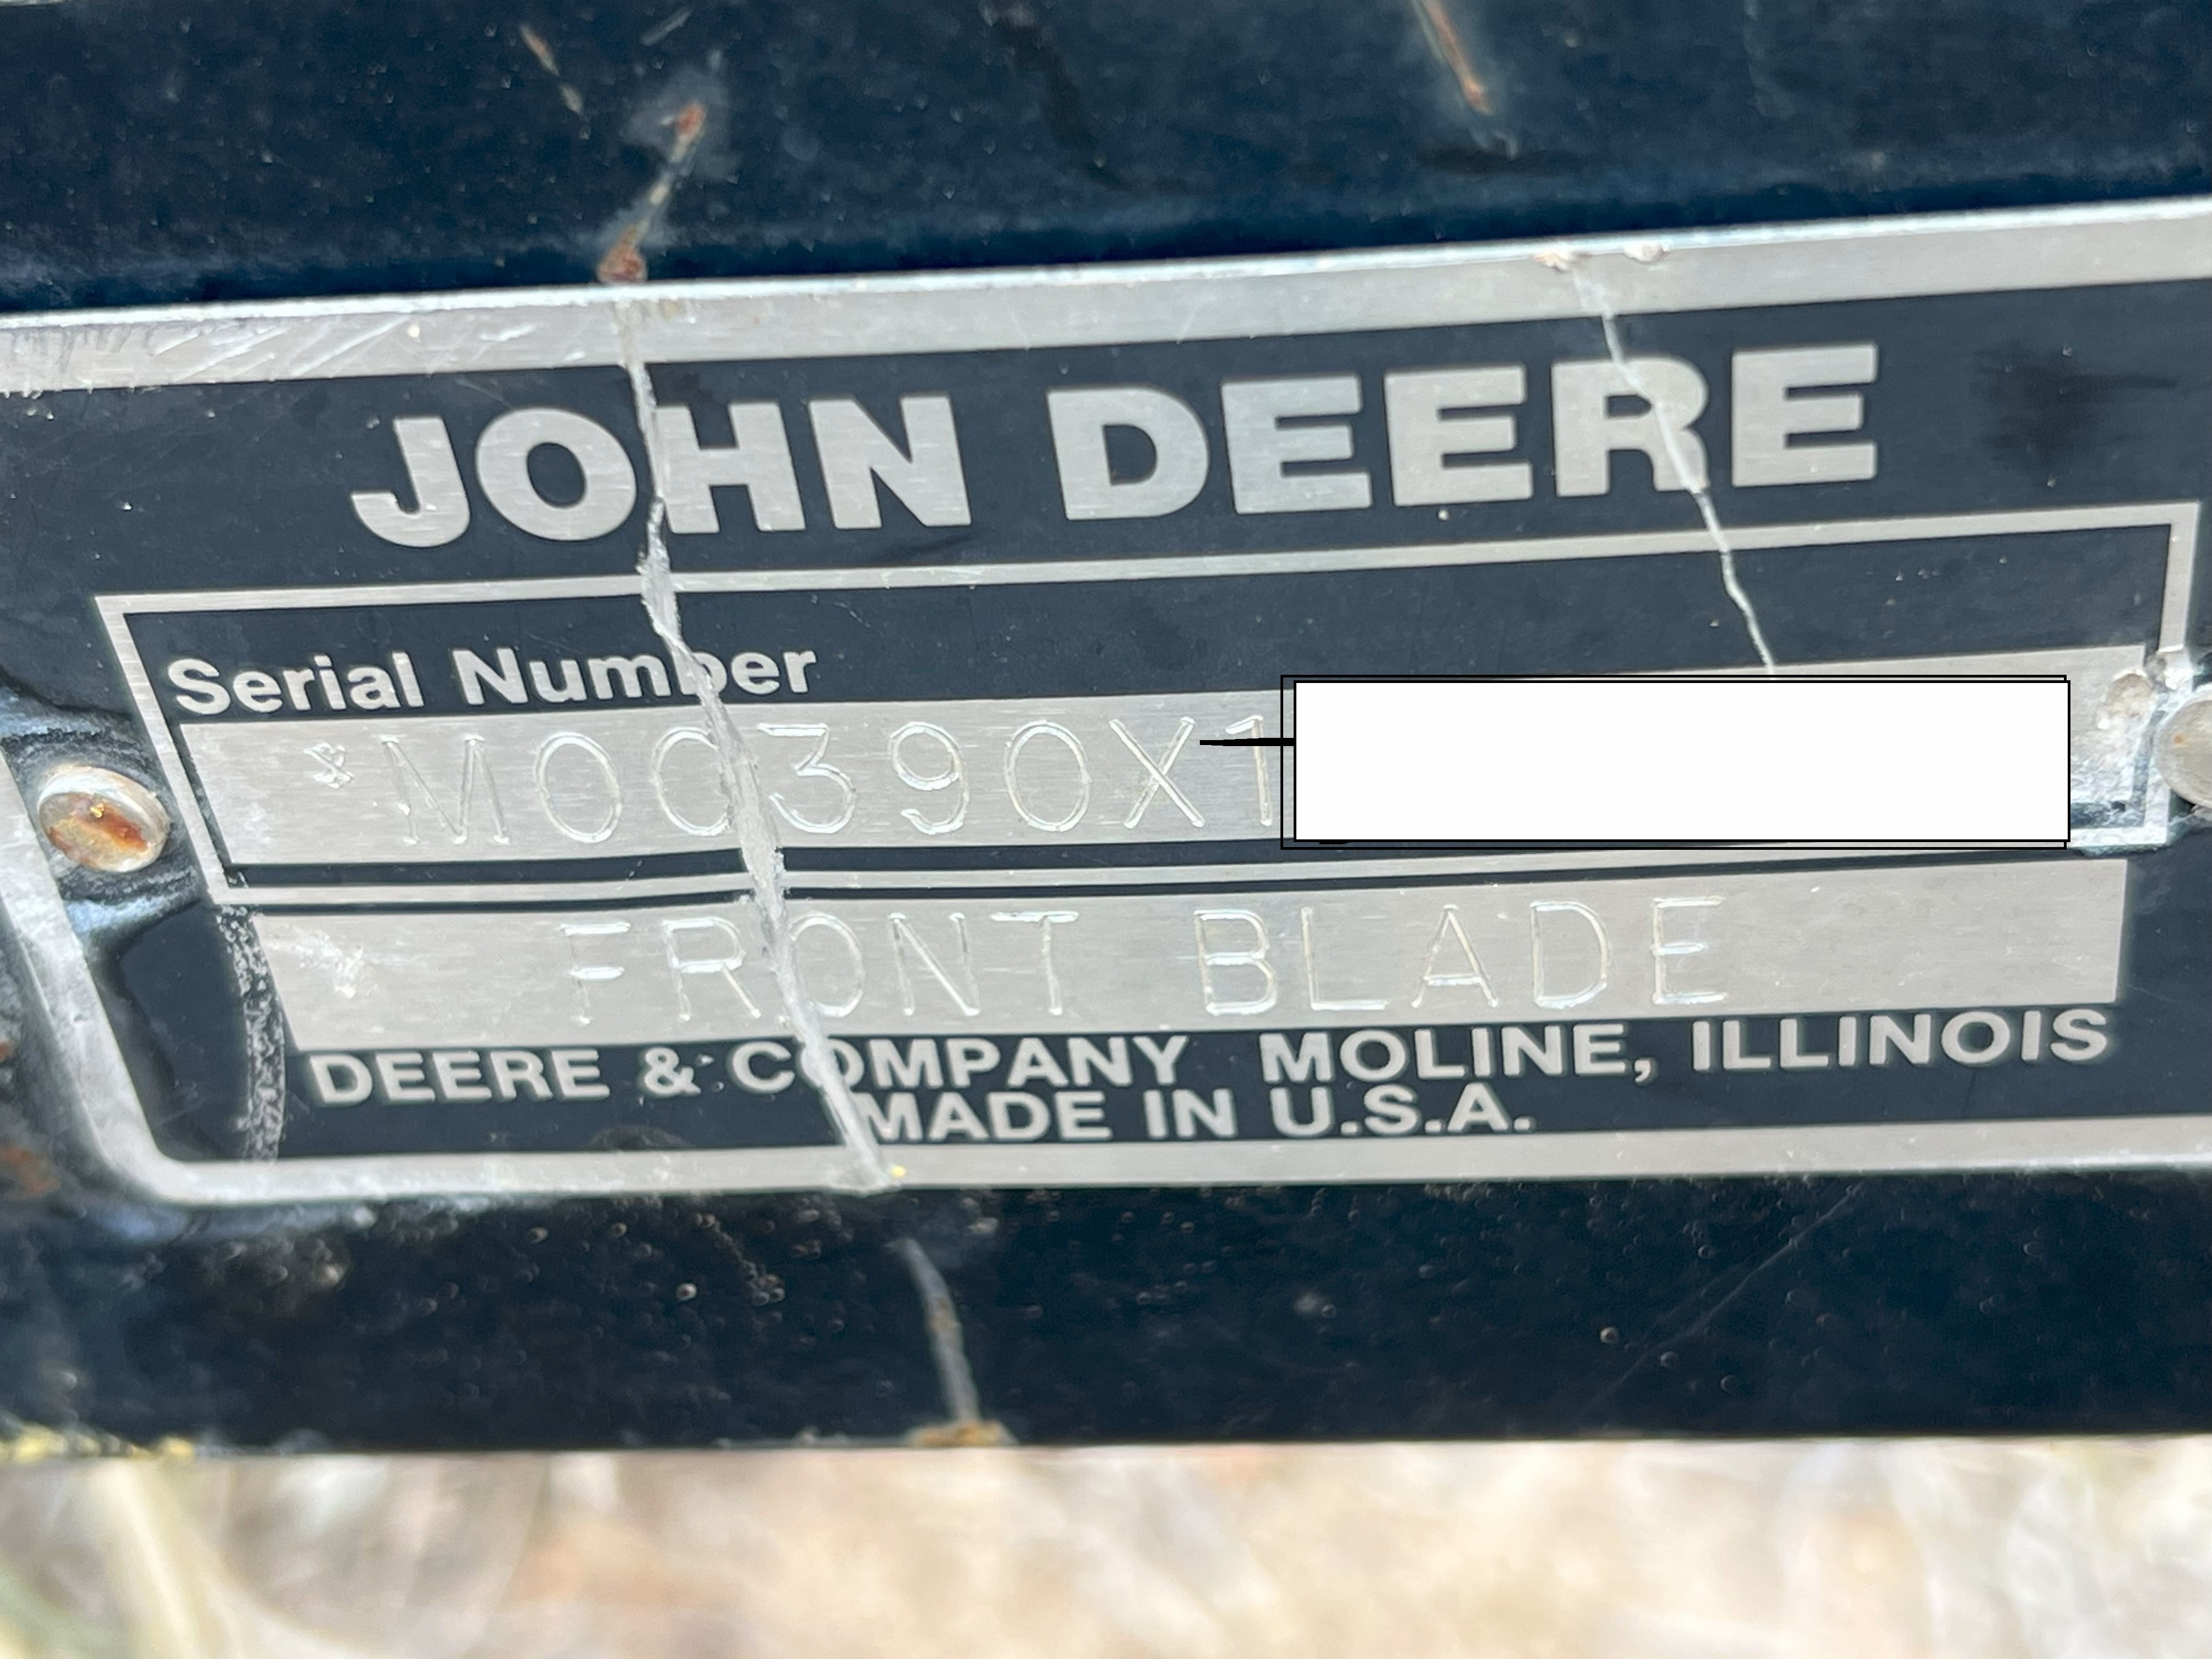 JOHN DEERE
Serial Number
*M00390X1
FRONT BLADE
DEERE & COMPANY MOLINE, ILLINOIS
MADE IN U.S.A.